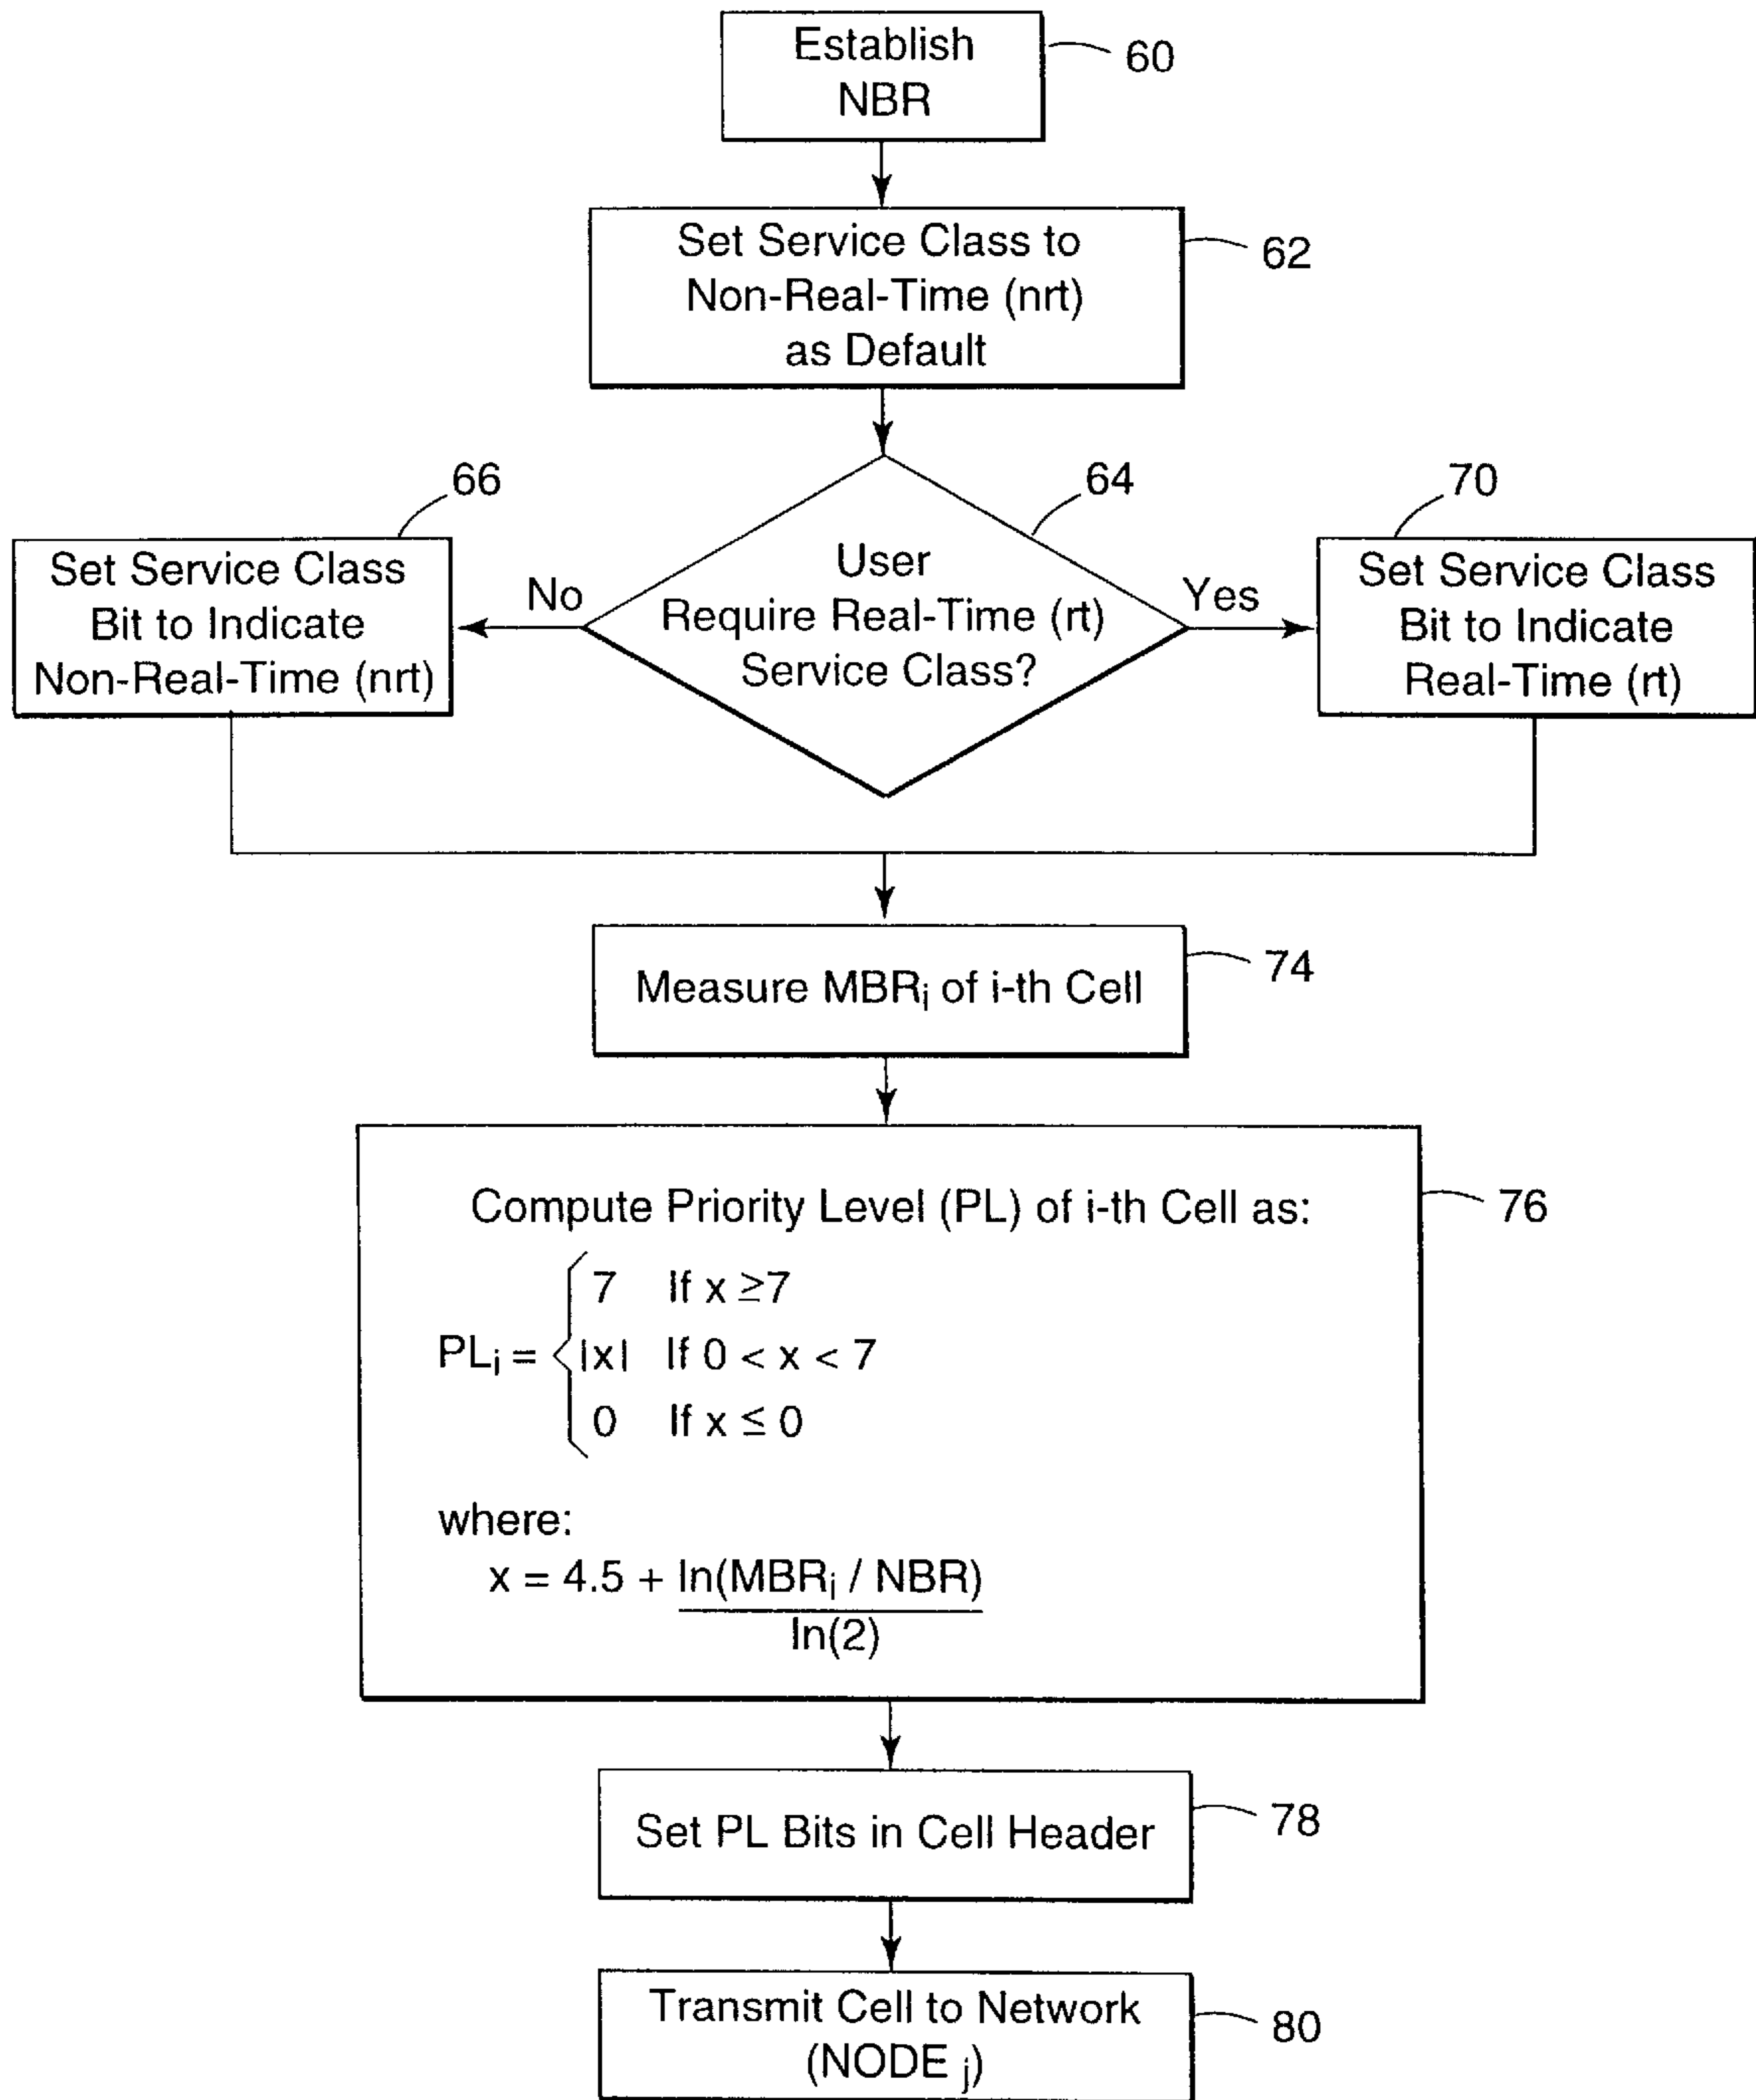 Establish
NBR
60
Set Service Class to
Non-Real-Time (nrt)
as Default
62
66
64
70
Set Service Class
Bit to Indicate
Non-Real-Time (nrt)
No
User
Require Real-Time (rt)
Service Class?
Yes
Set Service Class
Bit to Indicate
Real-Time (rt)
Measure MBRi of i-th Cell
74
Compute Priority Level (PL) of i-th Cell as:
76
7 If x ≥7
PLi = |x| If 0 < x < 7
0 If x ≤ 0
where:
x = 4.5 + ln(MBRi / NBR)
ln(2)
Set PL Bits in Cell Header
78
Transmit Cell to Network
(NODE j)
80